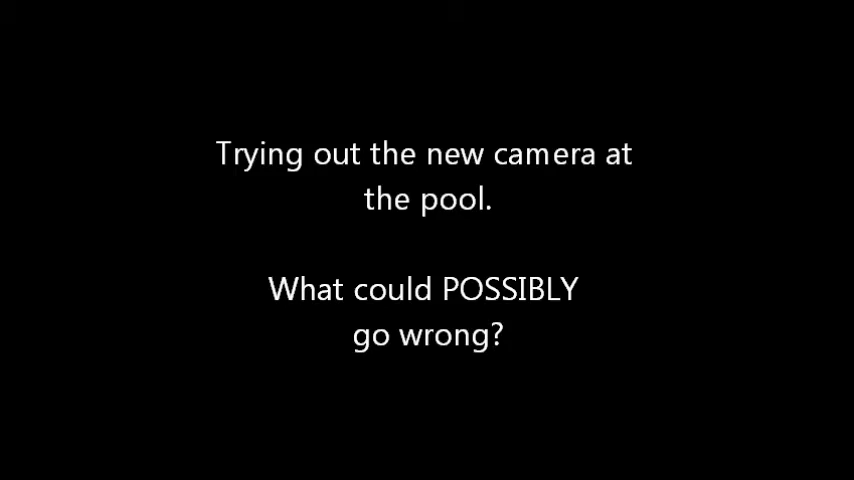 Trying out the new camera at
the pool.
What could POSSIBLY
go wrong?